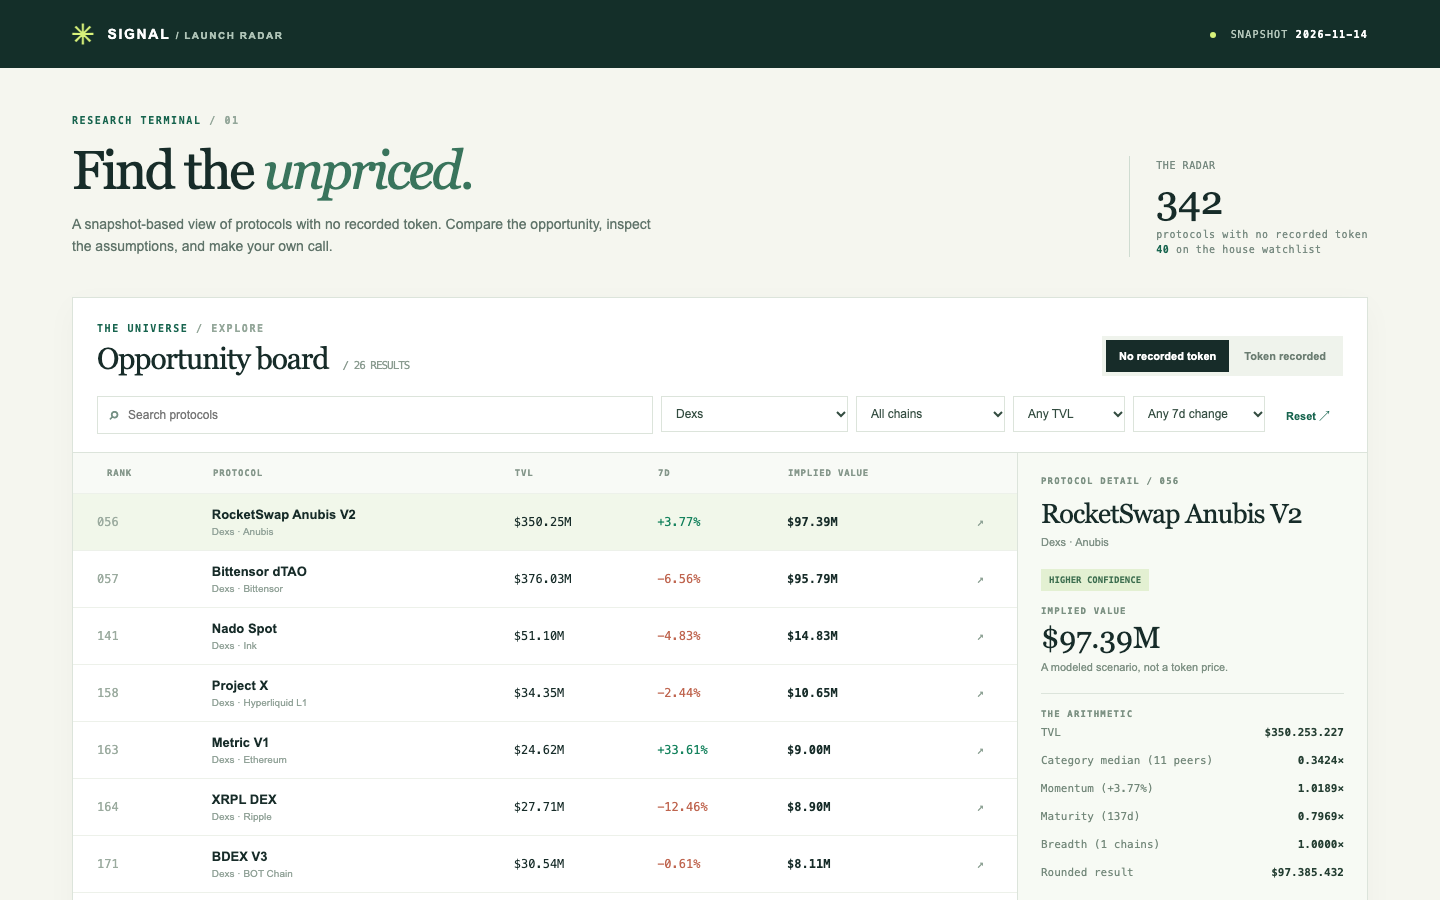 SIGNAL / LAUNCH RADAR
SNAPSHOT 2026-11-14
RESEARCH TERMINAL / 01
Find the unpriced.
A snapshot-based view of protocols with no recorded token. Compare the opportunity, inspect
the assumptions, and make your own call.
THE RADAR
342
protocols with no recorded token
40 on the house watchlist
THE UNIVERSE / EXPLORE
Opportunity board / 26 RESULTS
No recorded token Token recorded
Search protocols Dexs All chains Any TVL Any 7d change Reset ↗
RANK PROTOCOL TVL 7D IMPLIED VALUE
056 RocketSwap Anubis V2 $350.25M +3.77% $97.39M ↗
Dexs · Anubis
057 Bittensor dTAO $376.03M −6.56% $95.79M ↗
Dexs · Bittensor
141 Nado Spot $51.10M −4.83% $14.83M ↗
Dexs · Ink
158 Project X $34.35M −2.44% $10.65M ↗
Dexs · Hyperliquid L1
163 Metric V1 $24.62M +33.61% $9.00M ↗
Dexs · Ethereum
164 XRPL DEX $27.71M −12.46% $8.90M ↗
Dexs · Ripple
171 BDEX V3 $30.54M −0.61% $8.11M ↗
Dexs · BOT Chain
PROTOCOL DETAIL / 056
RocketSwap Anubis V2
Dexs · Anubis
HIGHER CONFIDENCE
IMPLIED VALUE
$97.39M
A modeled scenario, not a token price.
THE ARITHMETIC
TVL $350.253.227
Category median (11 peers) 0.3424×
Momentum (+3.77%) 1.0189×
Maturity (137d) 0.7969×
Breadth (1 chains) 1.0000×
Rounded result $97.385.432